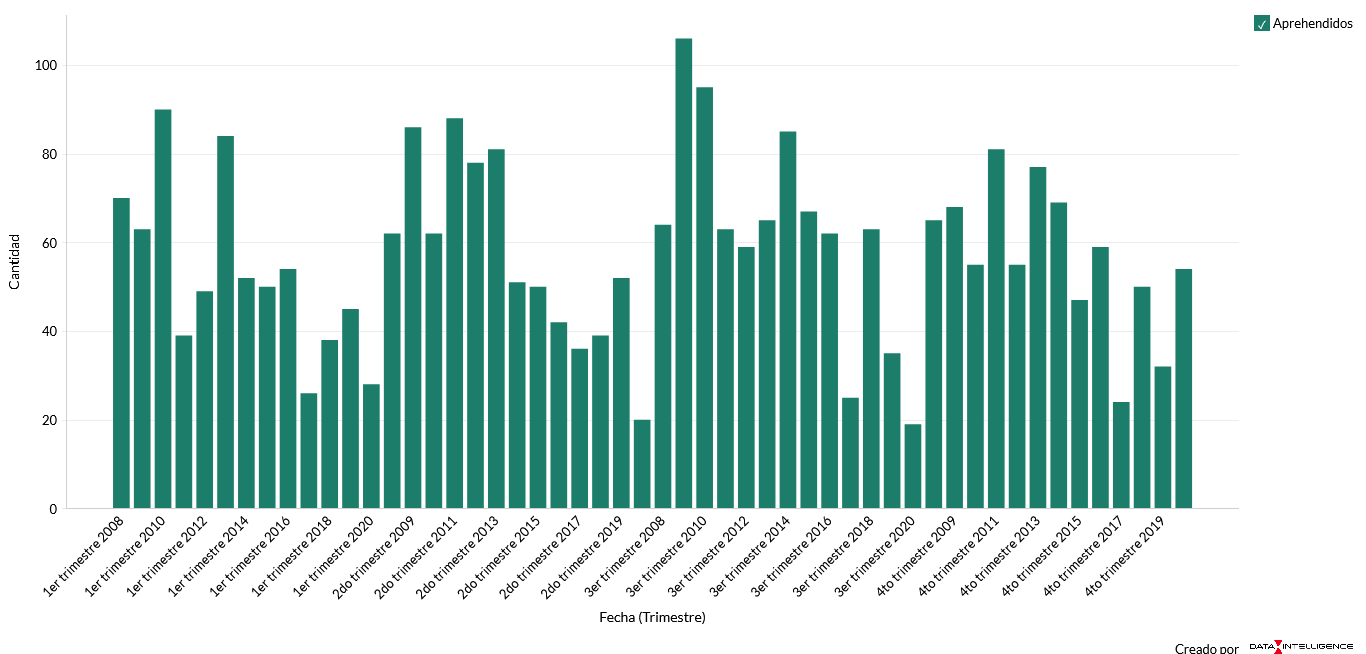 Aprehendidos
100
80
60
40
20
0
Cantidad
1er trimestre 2008
1er trimestre 2010
1er trimestre 2012
1er trimestre 2014
1er trimestre 2016
1er trimestre 2018
1er trimestre 2020
2do trimestre 2009
2do trimestre 2011
2do trimestre 2013
2do trimestre 2015
2do trimestre 2017
2do trimestre 2019
3er trimestre 2008
3er trimestre 2010
3er trimestre 2012
3er trimestre 2014
3er trimestre 2016
3er trimestre 2018
3er trimestre 2020
4to trimestre 2009
4to trimestre 2011
4to trimestre 2013
4to trimestre 2015
4to trimestre 2017
4to trimestre 2019
Fecha (Trimestre)
Creado por DATA INTELLIGENCE